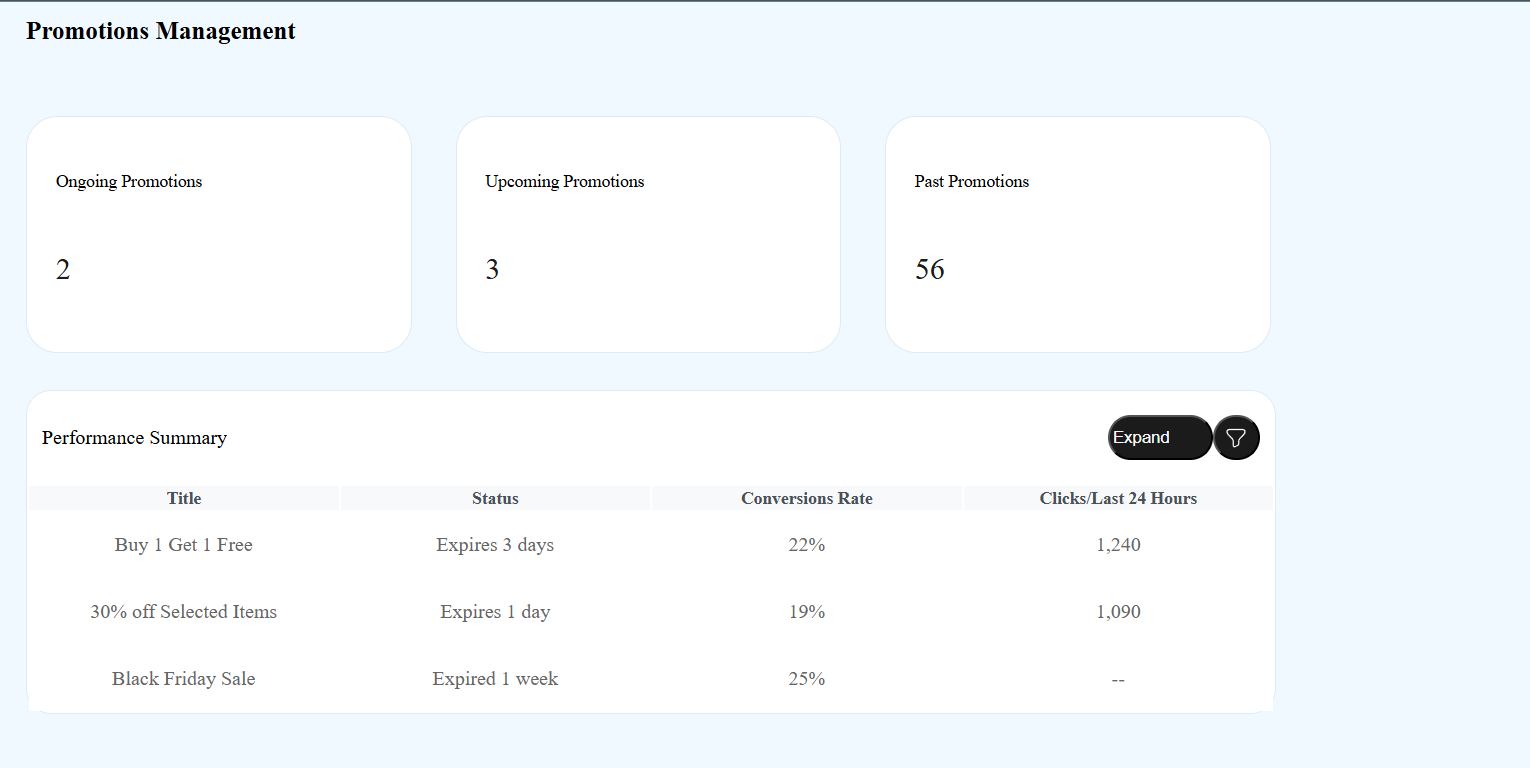 Promotions Management
Ongoing Promotions
Upcoming Promotions
Past Promotions
2
3
56
Performance Summary
Expand
Title Status Conversions Rate Clicks/Last 24 Hours
Buy 1 Get 1 Free Expires 3 days 22% 1,240
30% off Selected Items Expires 1 day 19% 1,090
Black Friday Sale Expired 1 week 25% --